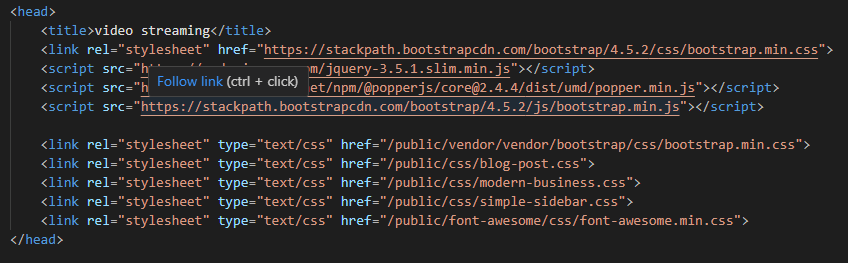 <head>
<title>video streaming</title>
<link rel="stylesheet" href="https://stackpath.bootstrapcdn.com/bootstrap/4.5.2/css/bootstrap.min.css">
<script src="h om/jquery-3.5.1.slim.min.js"></script>
Follow link (ctrl + click)
<script src="h et/npm/@popperjs/core@2.4.4/dist/umd/popper.min.js"></script>
<script src="https://stackpath.bootstrapcdn.com/bootstrap/4.5.2/js/bootstrap.min.js"></script>
<link rel="stylesheet" type="text/css" href="/public/vendor/vendor/bootstrap/css/bootstrap.min.css">
<link rel="stylesheet" type="text/css" href="/public/css/blog-post.css">
<link rel="stylesheet" type="text/css" href="/public/css/modern-business.css">
<link rel="stylesheet" type="text/css" href="/public/css/simple-sidebar.css">
<link rel="stylesheet" type="text/css" href="/public/font-awesome/css/font-awesome.min.css">
</head>